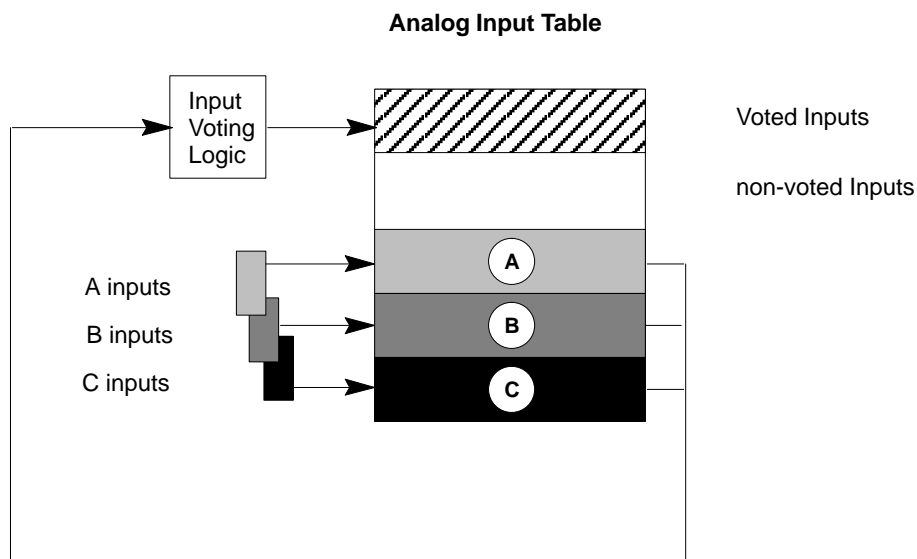 Analog Input Table
Input
Voting
Logic
Voted Inputs
non-voted Inputs
A
A inputs
B
B inputs
C inputs
C